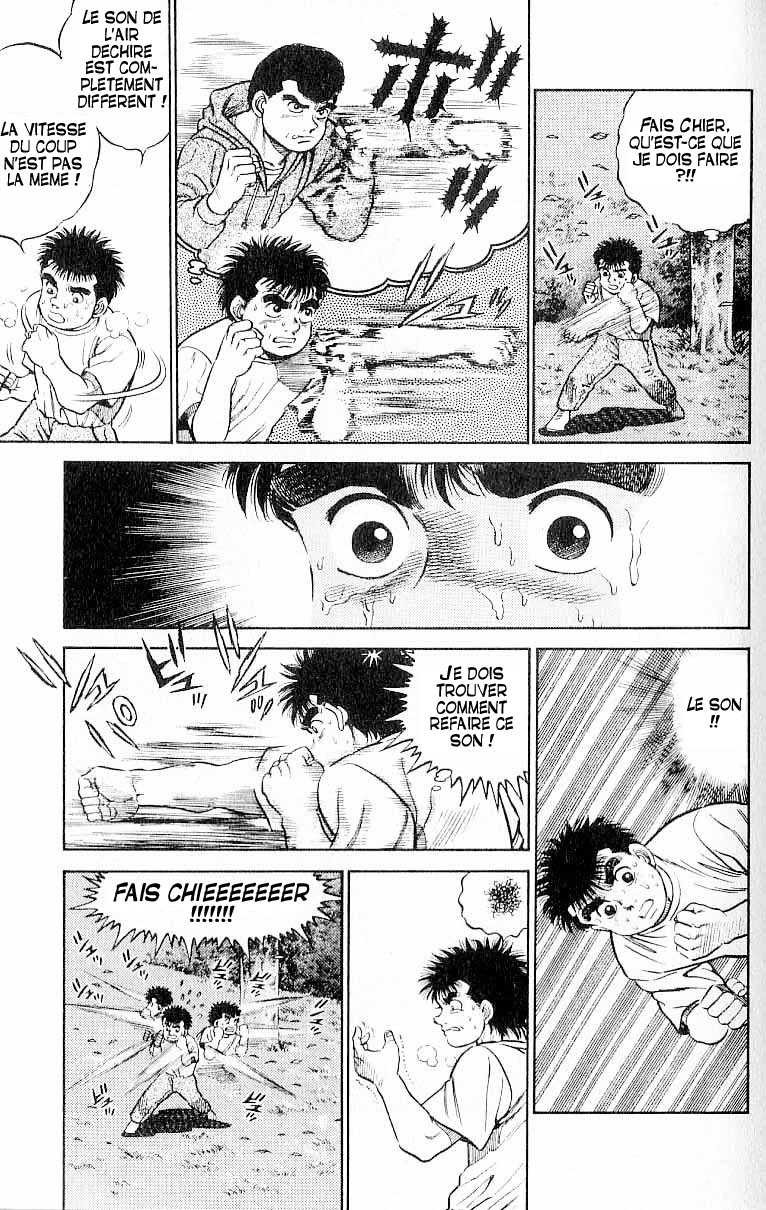 FAIS CHIER,
QU'EST-CE QUE
JE DOIS FAIRE
?!!
LE SON DE
L'AIR
DECHIRE
EST COM-
PLETEMENT
DIFFERENT !
LA VITESSE
DU COUP
N'EST PAS
LA MEME !
LE SON
!!
JE DOIS
TROUVER
COMMENT
REFAIRE CE
SON !
FAIS CHIEEEEEEER
!!!!!!!